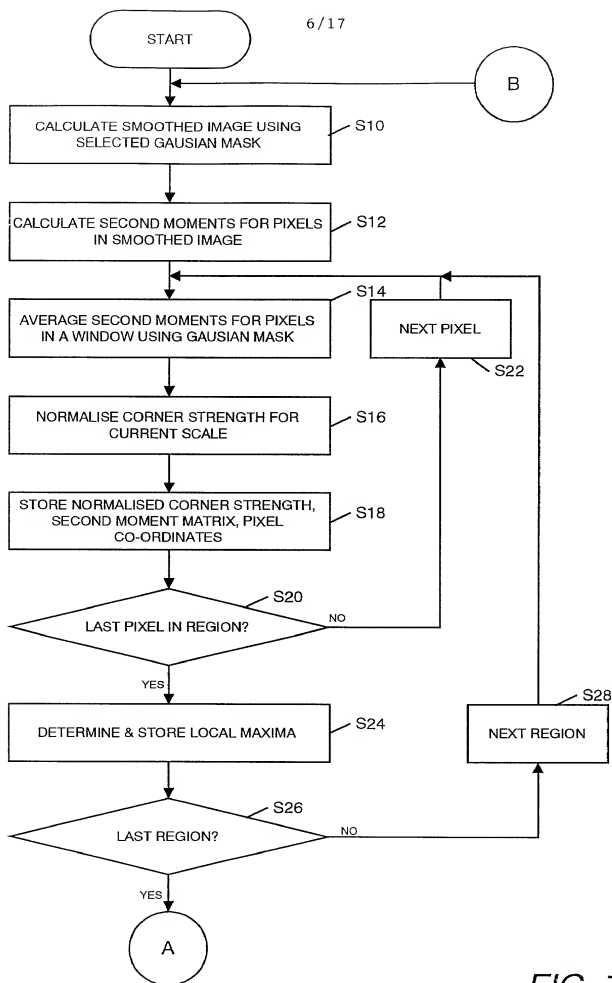 6/17
START
B
CALCULATE SMOOTHED IMAGE USING
SELECTED GAUSIAN MASK
S10
CALCULATE SECOND MOMENTS FOR PIXELS
IN SMOOTHED IMAGE
S12
S14
AVERAGE SECOND MOMENTS FOR PIXELS
IN A WINDOW USING GAUSIAN MASK
NEXT PIXEL
S22
NORMALISE CORNER STRENGTH FOR
CURRENT SCALE
S16
STORE NORMALISED CORNER STRENGTH,
SECOND MOMENT MATRIX, PIXEL
CO-ORDINATES
S18
S20
LAST PIXEL IN REGION?
NO
YES
S28
DETERMINE & STORE LOCAL MAXIMA
S24
NEXT REGION
S26
LAST REGION?
NO
YES
A
FIG.